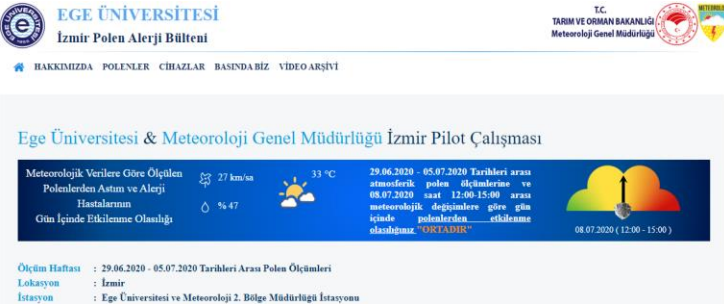 EGE ÜNİVERSİTESİ
İzmir Polen Alerji Bülteni
T.C.
TARIM VE ORMAN BAKANLIĞI
Meteoroloji Genel Müdürlüğü
HAKKIMIZDA POLENLER CİHAZLAR BASINDA BİZ VİDEO ARŞİVİ
Ege Üniversitesi & Meteoroloji Genel Müdürlüğü İzmir Pilot Çalışması
Meteorolojik Verilere Göre Ölçülen
Polenlerden Astım ve Alerji
Hastalarının
Gün İçinde Etkilenme Olasılığı
27 km/sa
% 47
33 °C
29.06.2020 - 05.07.2020 Tarihleri arası
atmosferik polen ölçümlerine ve
08.07.2020 saat 12:00-15:00 arası
meteorolojik değişimlere göre gün
içinde polenlerden etkilenme
olasılığınız "ORTADIR"
08.07.2020 ( 12:00 - 15:00 )
Ölçüm Haftası : 29.06.2020 - 05.07.2020 Tarihleri Arası Polen Ölçümleri
Lokasyon : İzmir
İstasyon : Ege Üniversitesi ve Meteoroloji 2. Bölge Müdürlüğü İstasyonu